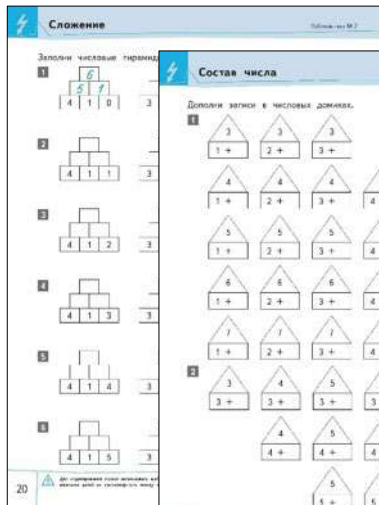 Сложение
Заполни числовые пирамиды
1
6
5 1
4 1 0 3
2
4 1 1 3
3
4 1 2 3
4
4 1 3 3
5
4 1 4 3
6
4 1 5 3
20
Состав числа
Дополни записи в числовых домиках.
1
3 3 3
1 + 2 + 3 +
4 4 4
1 + 2 + 3 + 4
5 5 5
1 + 2 + 3 + 4
6 6 6
1 + 2 + 3 + 4
7 7 7
1 + 2 + 3 + 4
2
3 4 5
3 + 3 + 3 + 3
4 5
4 + 4 + 4
5
5 + 5